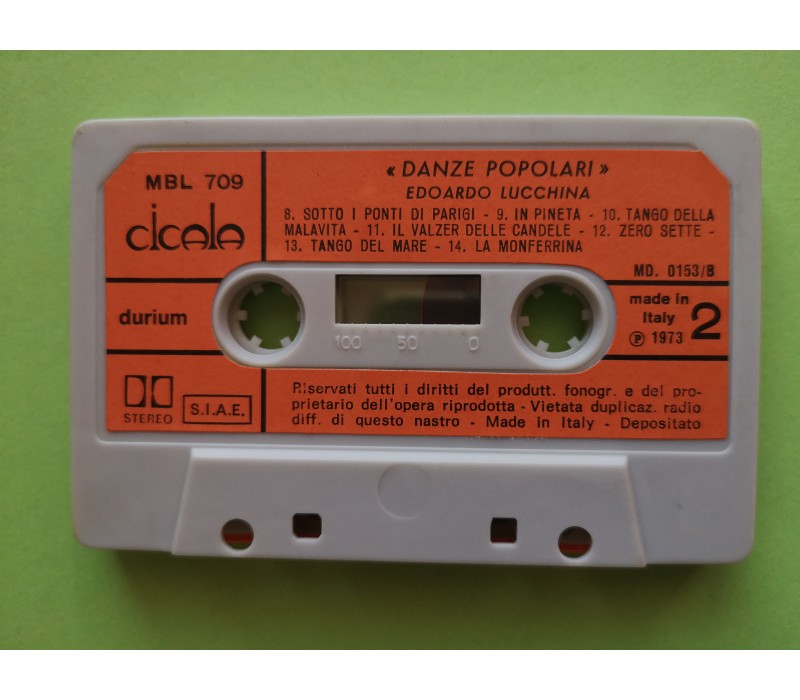 MBL 709
cicala
« DANZE POPOLARI »
EDOARDO LUCCHINA
8. SOTTO I PONTI DI PARIGI - 9. IN PINETA - 10. TANGO DELLA
MALAVITA - 11. IL VALZER DELLE CANDELE - 12. ZERO SETTE -
13. TANGO DEL MARE - 14. LA MONFERRINA
MD. 0153/B
durium
made in
Italy
℗ 1973
2
100 50 0
STEREO
S.I.A.E.
Riservati tutti i diritti del produtt. fonogr. e del pro-
prietario dell'opera riprodotta - Vietata duplicaz. radio
diff. di questo nastro - Made in Italy - Depositato